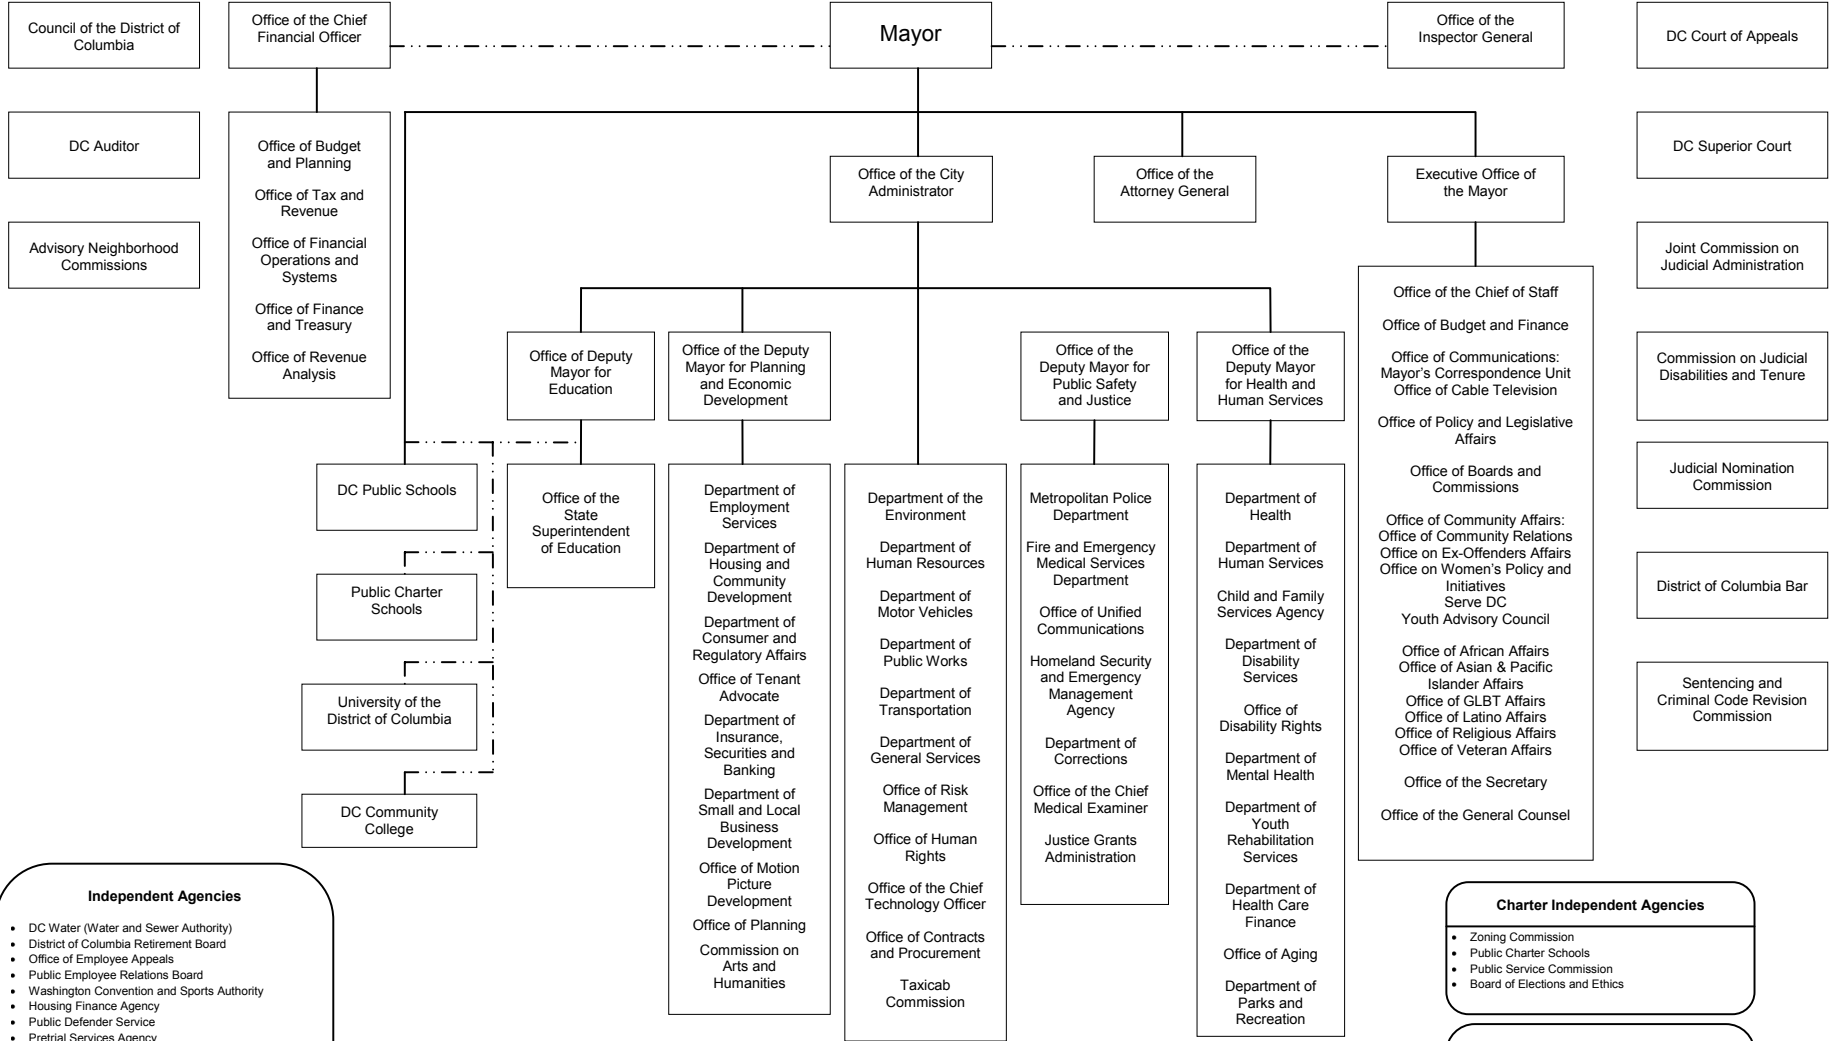 Council of the District of
Columbia
Office of the Chief
Financial Officer
Mayor
Office of the
Inspector General
DC Court of Appeals
DC Auditor
Office of Budget
and Planning
Office of Tax and
Revenue
Office of Financial
Operations and
Systems
Office of Finance
and Treasury
Office of Revenue
Analysis
Office of the City
Administrator
Office of the
Attorney General
Executive Office of
the Mayor
DC Superior Court
Advisory Neighborhood
Commissions
Joint Commission on
Judicial Administration
Office of the Chief of Staff
Office of Budget and Finance
Office of Communications:
Mayor's Correspondence Unit
Office of Cable Television
Office of Policy and Legislative
Affairs
Office of Boards and
Commissions
Office of Community Affairs:
Office of Community Relations
Office on Ex-Offenders Affairs
Office on Women's Policy and
Initiatives
Serve DC
Youth Advisory Council
Office of African Affairs
Office of Asian & Pacific
Islander Affairs
Office of GLBT Affairs
Office of Latino Affairs
Office of Religious Affairs
Office of Veteran Affairs
Office of the Secretary
Office of the General Counsel
Office of Deputy
Mayor for
Education
Office of the Deputy
Mayor for Planning
and Economic
Development
Office of the
Deputy Mayor for
Public Safety
and Justice
Office of the
Deputy Mayor
for Health and
Human Services
Commission on Judicial
Disabilities and Tenure
Judicial Nomination
Commission
District of Columbia Bar
Sentencing and
Criminal Code Revision
Commission
DC Public Schools
Public Charter
Schools
University of the
District of Columbia
DC Community
College
Office of the
State
Superintendent
of Education
Department of
Employment
Services
Department of
Housing and
Community
Development
Department of
Consumer and
Regulatory Affairs
Office of Tenant
Advocate
Department of
Insurance,
Securities and
Banking
Department of
Small and Local
Business
Development
Office of Motion
Picture
Development
Office of Planning
Commission on
Arts and
Humanities
Department of the
Environment
Department of
Human Resources
Department of
Motor Vehicles
Department of
Public Works
Department of
Transportation
Department of
General Services
Office of Risk
Management
Office of Human
Rights
Office of the Chief
Technology Officer
Office of Contracts
and Procurement
Taxicab
Commission
Metropolitan Police
Department
Fire and Emergency
Medical Services
Department
Office of Unified
Communications
Homeland Security
and Emergency
Management
Agency
Department of
Corrections
Office of the Chief
Medical Examiner
Justice Grants
Administration
Department of
Health
Department of
Human Services
Child and Family
Services Agency
Department of
Disability
Services
Office of
Disability Rights
Department of
Mental Health
Department of
Youth
Rehabilitation
Services
Department of
Health Care
Finance
Office of Aging
Department of
Parks and
Recreation
Independent Agencies
• DC Water (Water and Sewer Authority)
• District of Columbia Retirement Board
• Office of Employee Appeals
• Public Employee Relations Board
• Washington Convention and Sports Authority
• Housing Finance Agency
• Public Defender Service
• Pretrial Services Agency
Charter Independent Agencies
• Zoning Commission
• Public Charter Schools
• Public Service Commission
• Board of Elections and Ethics